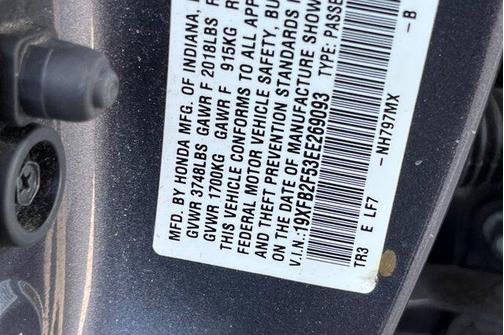 MFD. BY HONDA MFG. OF INDIANA,
GVWR 3748LBS GAWR F 2018LBS R
GVWR 1700KG GAWR F 915KG R
THIS VEHICLE CONFORMS TO ALL APP
FEDERAL MOTOR VEHICLE SAFETY, BU
AND THEFT PREVENTION STANDARDS I
DATE OF MANUFACTURE SHOW
V.I.N.:19XFB2F53EE269093 TYPE: PASSE
TR3 E LF7 NH797MX -B